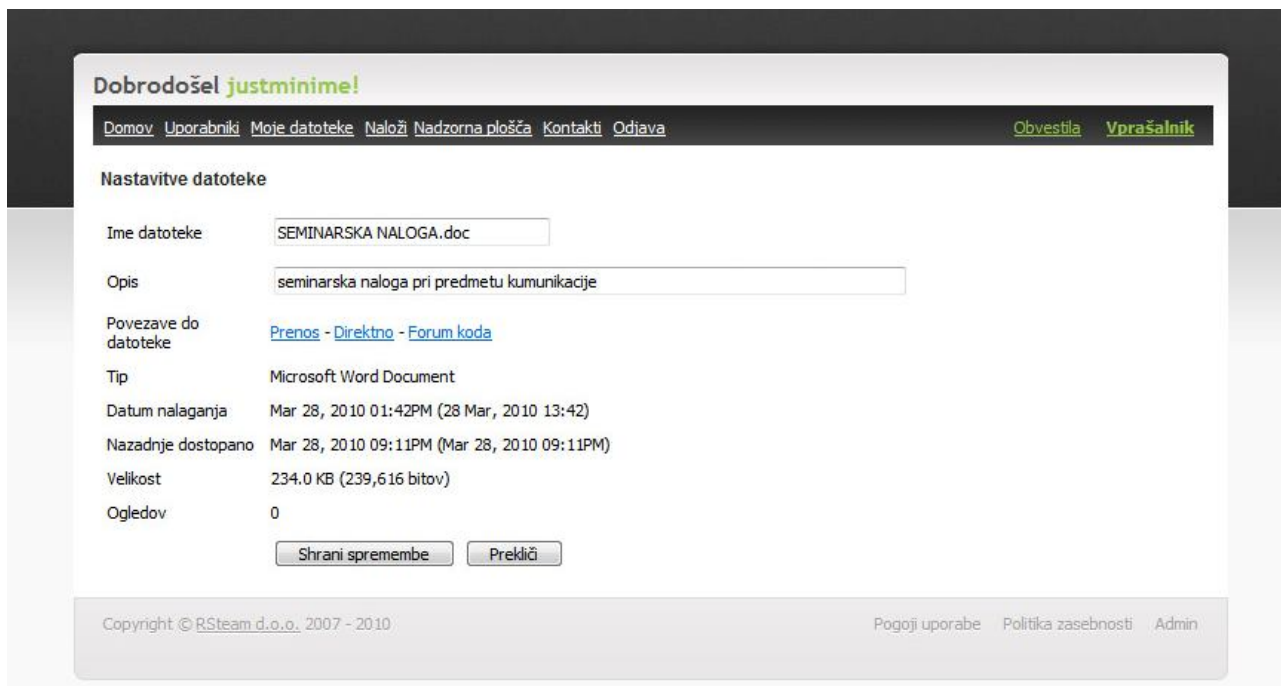 Dobrodošel justminime!
Domov Uporabniki Moje datoteke Naloži Nadzorna plošča Kontakti Odjava Obvestila Vprašalnik
Nastavitve datoteke
Ime datoteke SEMINARSKA NALOGA.doc
Opis seminarska naloga pri predmetu kumunikacije
Povezave do
datoteke
Prenos - Direktno - Forum koda
Tip Microsoft Word Document
Datum nalaganja Mar 28, 2010 01:42PM (28 Mar, 2010 13:42)
Nazadnje dostopano Mar 28, 2010 09:11PM (Mar 28, 2010 09:11PM)
Velikost 234.0 KB (239,616 bitov)
Ogledov 0
Shrani spremembe Prekliči
Copyright © RSteam d.o.o. 2007 - 2010 Pogoji uporabe Politika zasebnosti Admin